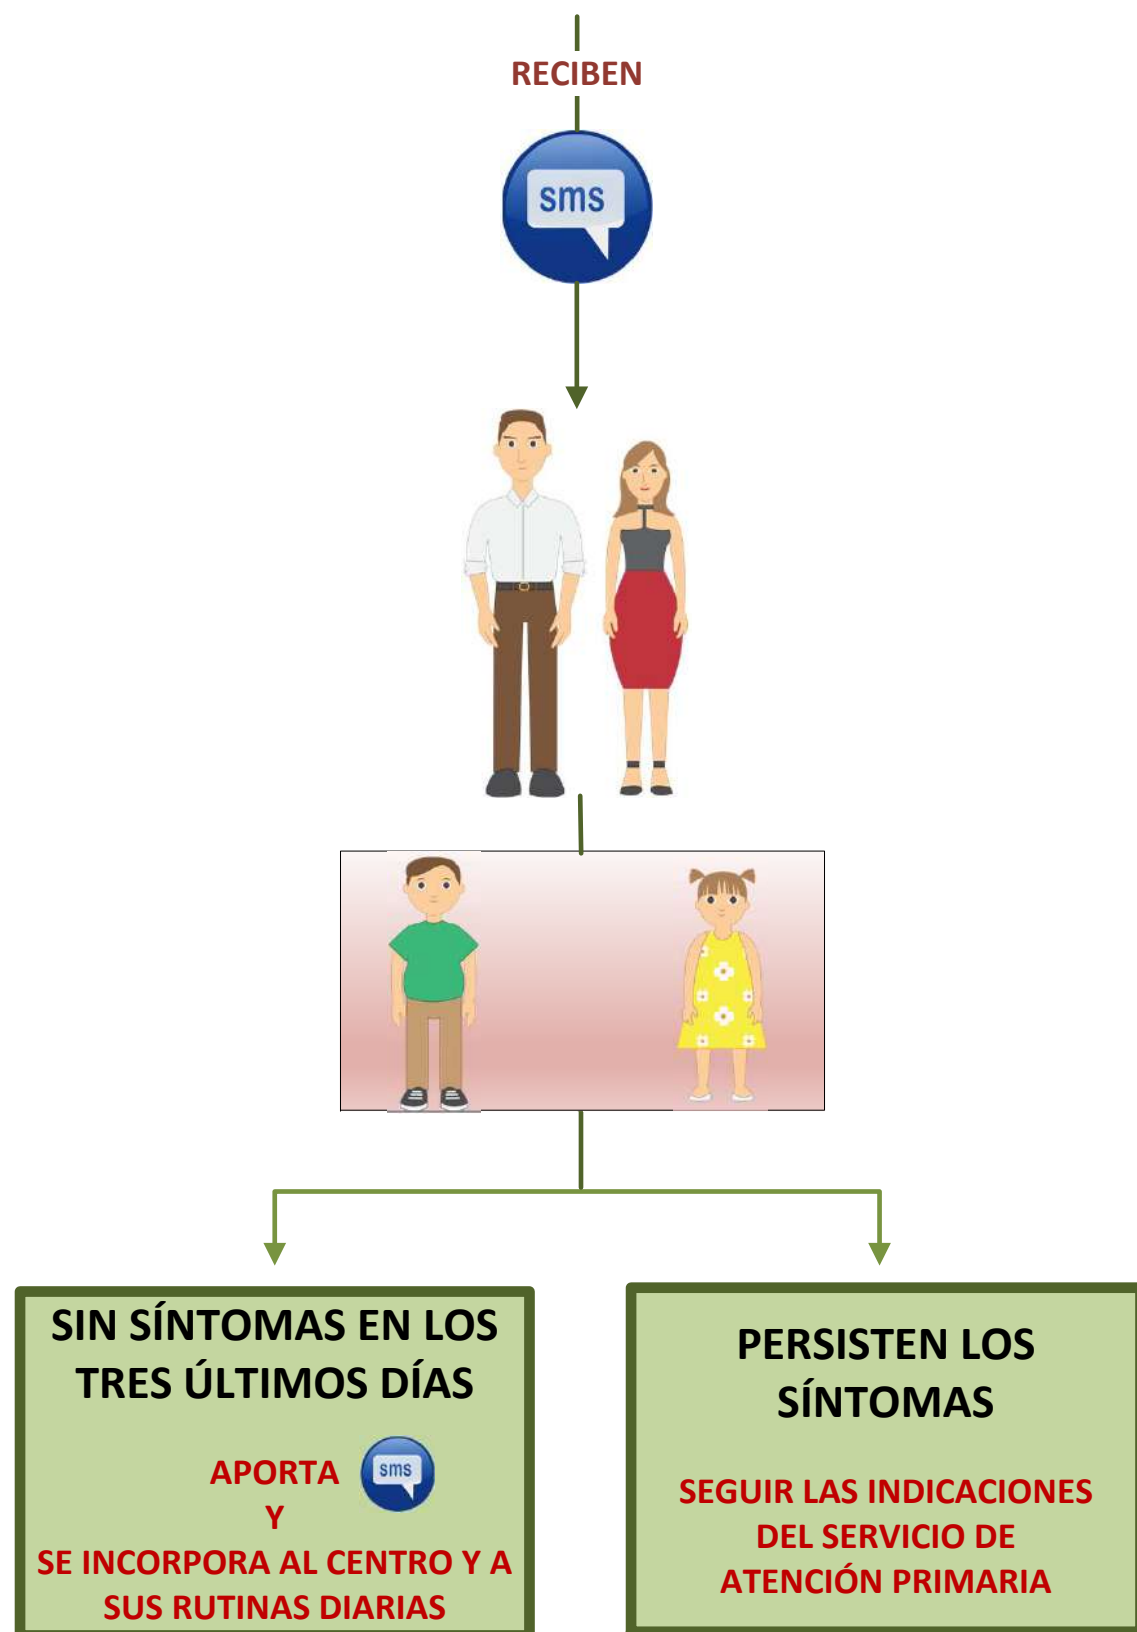 RECIBEN
sms
SIN SÍNTOMAS EN LOS
TRES ÚLTIMOS DÍAS
APORTA sms
Y
SE INCORPORA AL CENTRO Y A
SUS RUTINAS DIARIAS
PERSISTEN LOS
SÍNTOMAS
SEGUIR LAS INDICACIONES
DEL SERVICIO DE
ATENCIÓN PRIMARIA